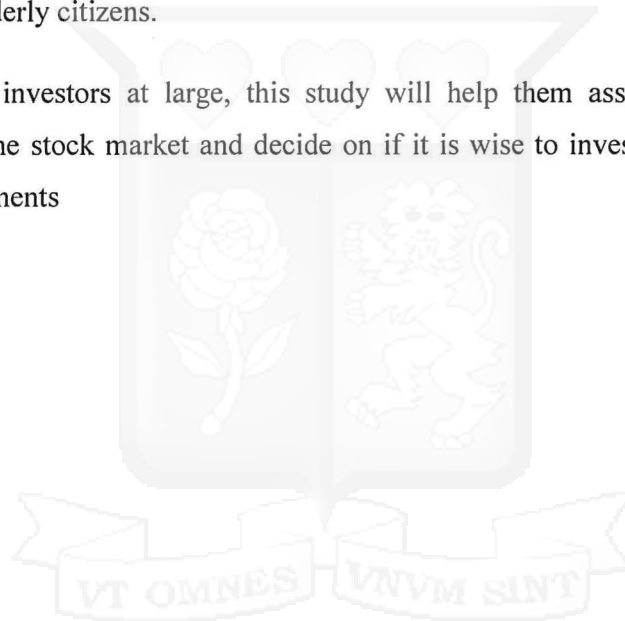 derly citizens.
investors at large, this study will help them ass
ne stock market and decide on if it is wise to inves
nents
VT OMNES VNVM SINT